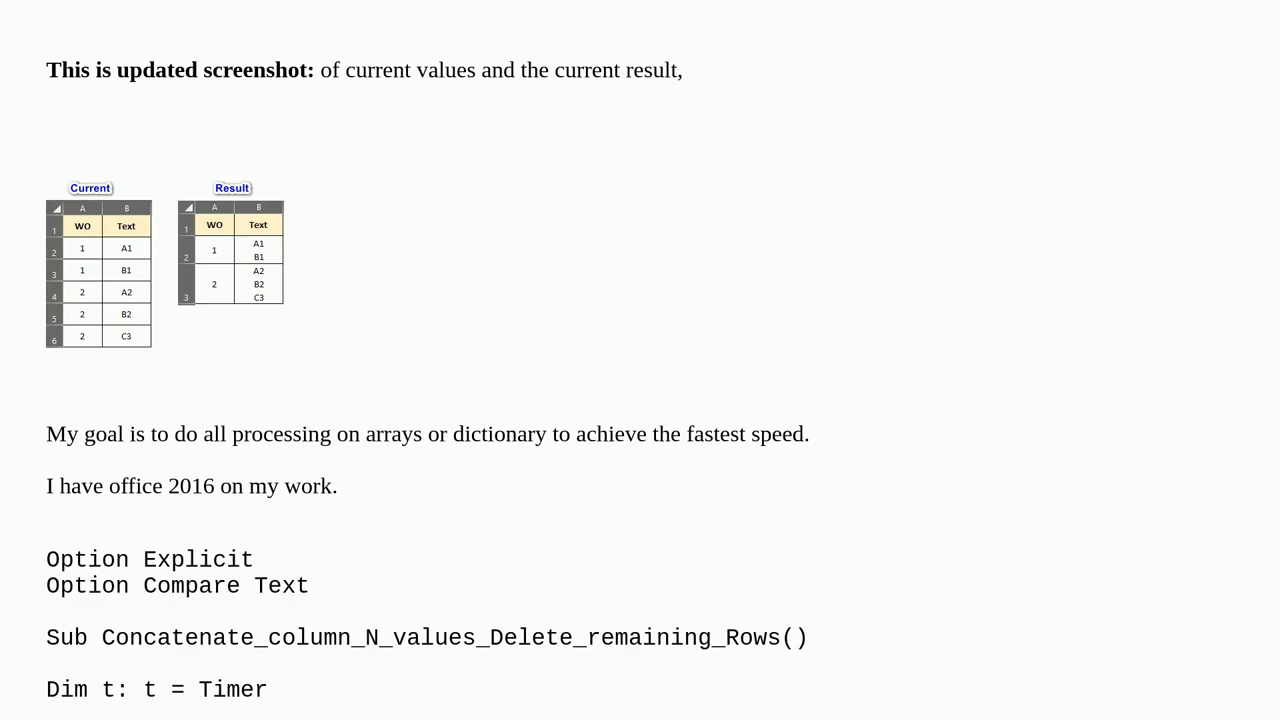 This is updated screenshot: of current values and the current result,
Current Result
A B
1 WO Text
2 1 A1
3 1 B1
4 2 A2
5 2 B2
6 2 C3
A B
1 WO Text
A1
1
2 B1
A2
2 B2
3 C3
My goal is to do all processing on arrays or dictionary to achieve the fastest speed.
I have office 2016 on my work.
Option Explicit
Option Compare Text
Sub Concatenate_column_N_values_Delete_remaining_Rows()
Dim t: t = Timer